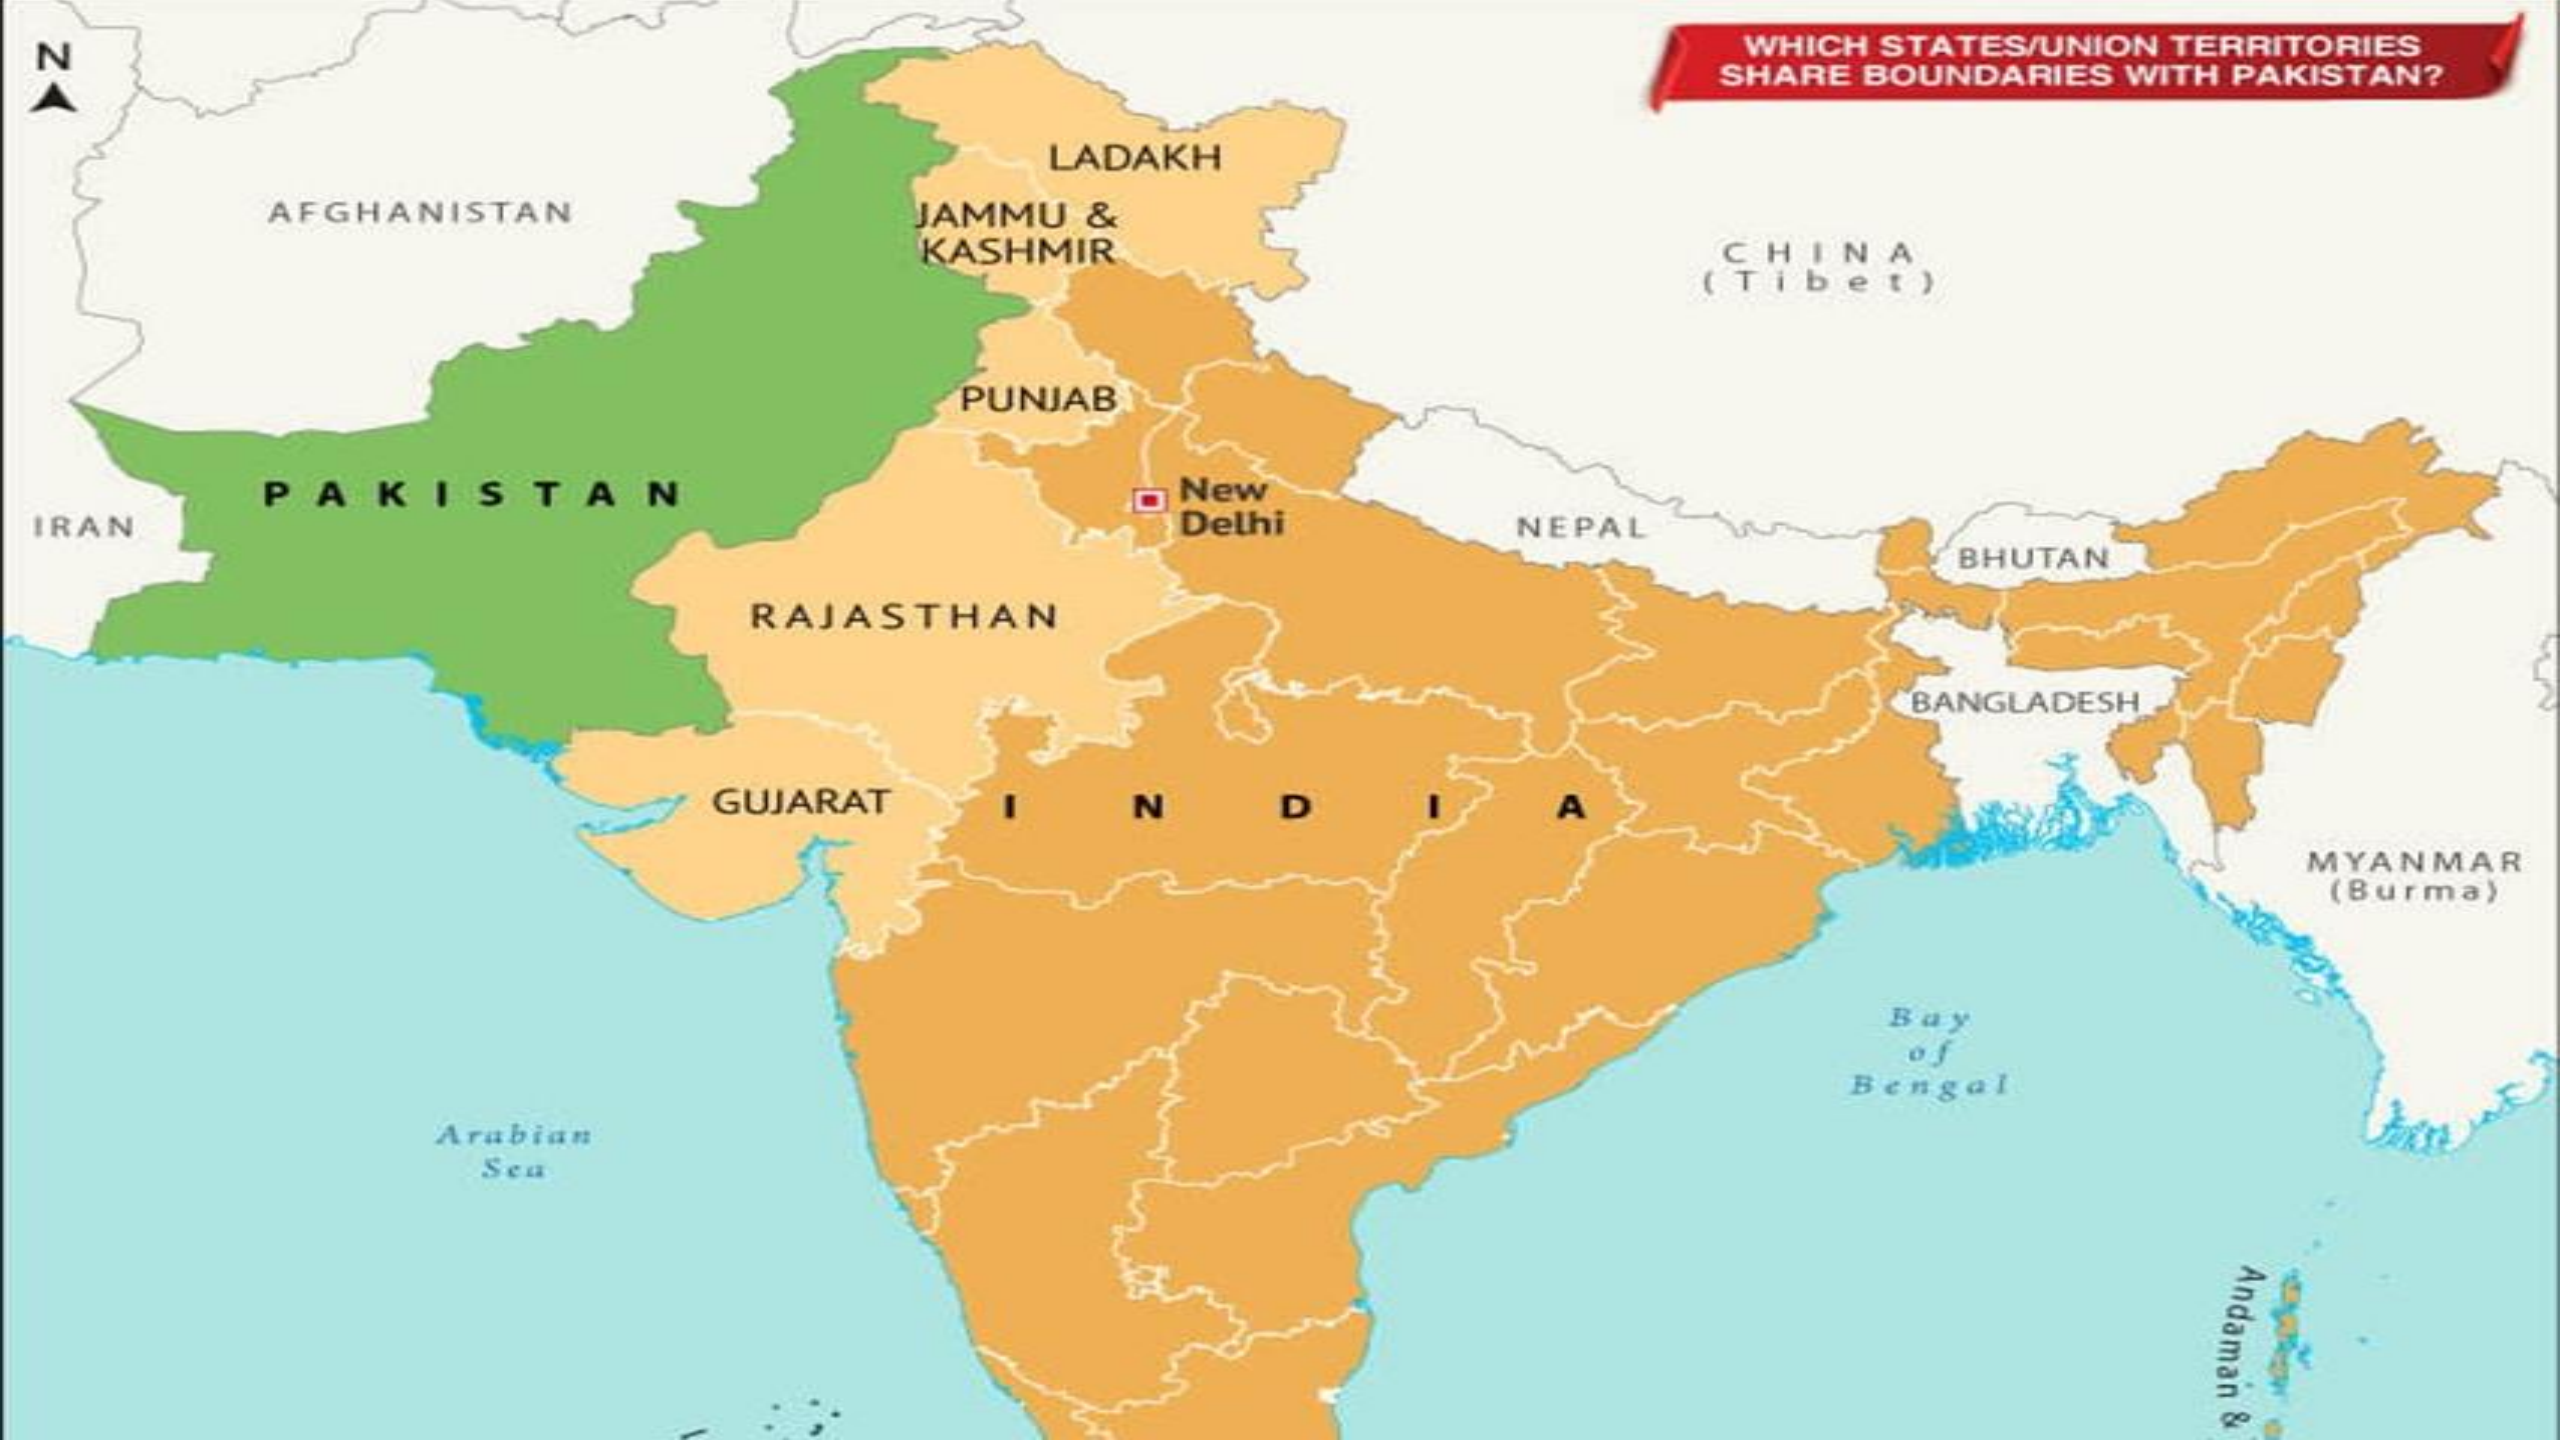 WHICH STATES/UNION TERRITORIES
SHARE BOUNDARIES WITH PAKISTAN?
N
LADAKH
AFGHANISTAN
JAMMU &
KASHMIR
CHINA
(Tibet)
PUNJAB
PAKISTAN
New
Delhi
IRAN
NEPAL
BHUTAN
RAJASTHAN
BANGLADESH
GUJARAT
INDIA
MYANMAR
(Burma)
Bay
of
Bengal
Arabian
Sea
Andaman &